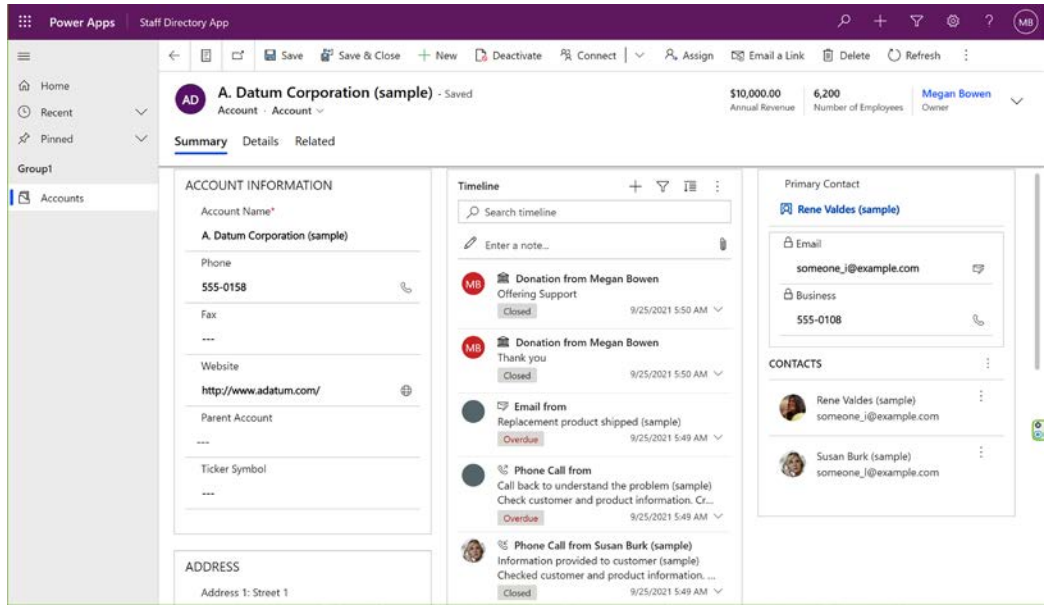 Power Apps Staff Directory App MB
Save Save & Close New Deactivate Connect Assign Email a Link Delete Refresh
Home
Recent
Pinned
Group1
Accounts
AD
A. Datum Corporation (sample) - Saved
Account · Account
$10,000.00
Annual Revenue
6,200
Number of Employees
Megan Bowen
Owner
Summary Details Related
ACCOUNT INFORMATION
Account Name*
A. Datum Corporation (sample)
Phone
555-0158
Fax
---
Website
http://www.adatum.com/
Parent Account
---
Ticker Symbol
---
ADDRESS
Address 1: Street 1
Timeline
Search timeline
Enter a note...
MB
Donation from Megan Bowen
Offering Support
Closed 9/25/2021 5:50 AM
MB
Donation from Megan Bowen
Thank you
Closed 9/25/2021 5:50 AM
Email from
Replacement product shipped (sample)
Overdue 9/25/2021 5:49 AM
Phone Call from
Call back to understand the problem (sample)
Check customer and product information. Cr...
Overdue 9/25/2021 5:49 AM
Phone Call from Susan Burk (sample)
Information provided to customer (sample)
Checked customer and product information. ...
Closed 9/25/2021 5:49 AM
Primary Contact
Rene Valdes (sample)
Email
someone_i@example.com
Business
555-0108
CONTACTS
Rene Valdes (sample)
someone_i@example.com
Susan Burk (sample)
someone_l@example.com